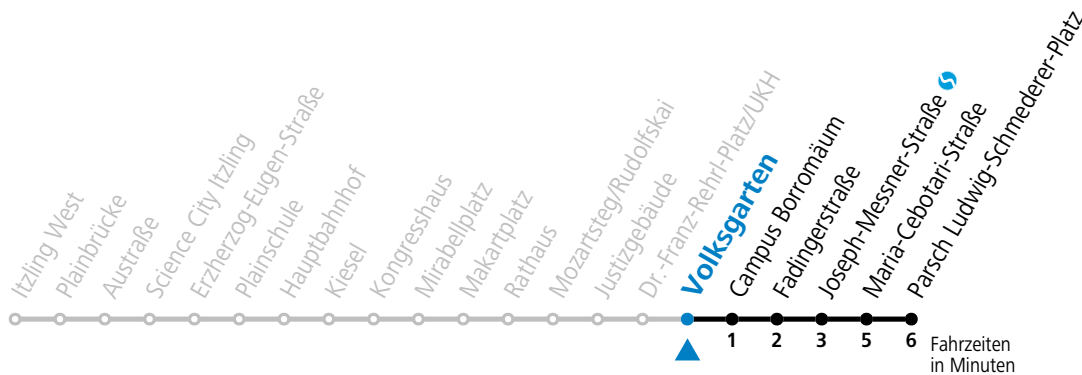 Itzling West
Plainbrücke
Austraße
Science City Itzling
Erzherzog-Eugen-Straße
Plainschule
Hauptbahnhof
Kiesel
Kongresshaus
Mirabellplatz
Makartplatz
Rathaus
Mozartsteg/Rudolfskai
Justizgebäude
Dr.-Franz-Rehrl-Platz/UKH
Volksgarten
Campus Borromäum
Fadingerstraße
Joseph-Messner-Straße
Maria-Cebotari-Straße
Parsch Ludwig-Schmederer-Platz
1 2 3 5 6
Fahrzeiten
in Minuten